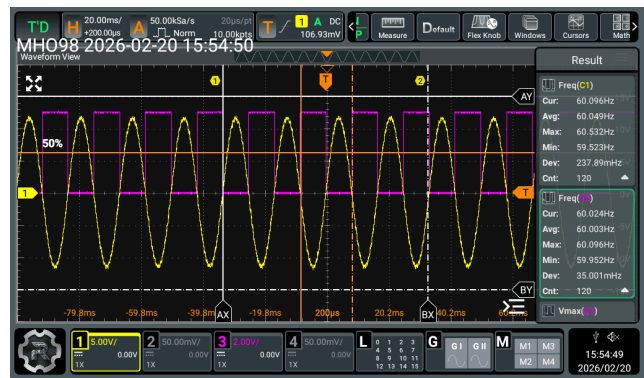 T'D H 20.00ms/ +200.00µs A 50.00kSa/s Norm 20µs/pt 10.00kpts T 1 A DC 106.93mV Measure Default Flex Knob Windows Cursors Math
MHO98 2026-02-20 15:54:50
Waveform View
Result
1 T 2
AY
50%
1 T
BY
-79.8ms -59.8ms -39.8m AX -19.8ms 200µs 20.2ms BX 40.2ms
Freq(C1)
Cur: 60.096Hz
Avg: 60.049Hz
Max: 60.532Hz
Min: 59.523Hz
Dev: 237.89mHz
Cnt: 120
Freq(C3)
Cur: 60.024Hz
Avg: 60.003Hz
Max: 60.096Hz
Min: 59.952Hz
Dev: 35.001mHz
Cnt: 120
Vmax(
1 5.00V/ 0.00V 1X
2 50.00mV/ 0.00V 1X
3 2.00V/ 0.00V 1X
4 50.00mV/ 0.00V 1X
L 0 1 2 3
4 5 6 7
8 9 10 11
12 13 14 15
G GI GII
M M1 M3
M2 M4
15:54:49
2026/02/20